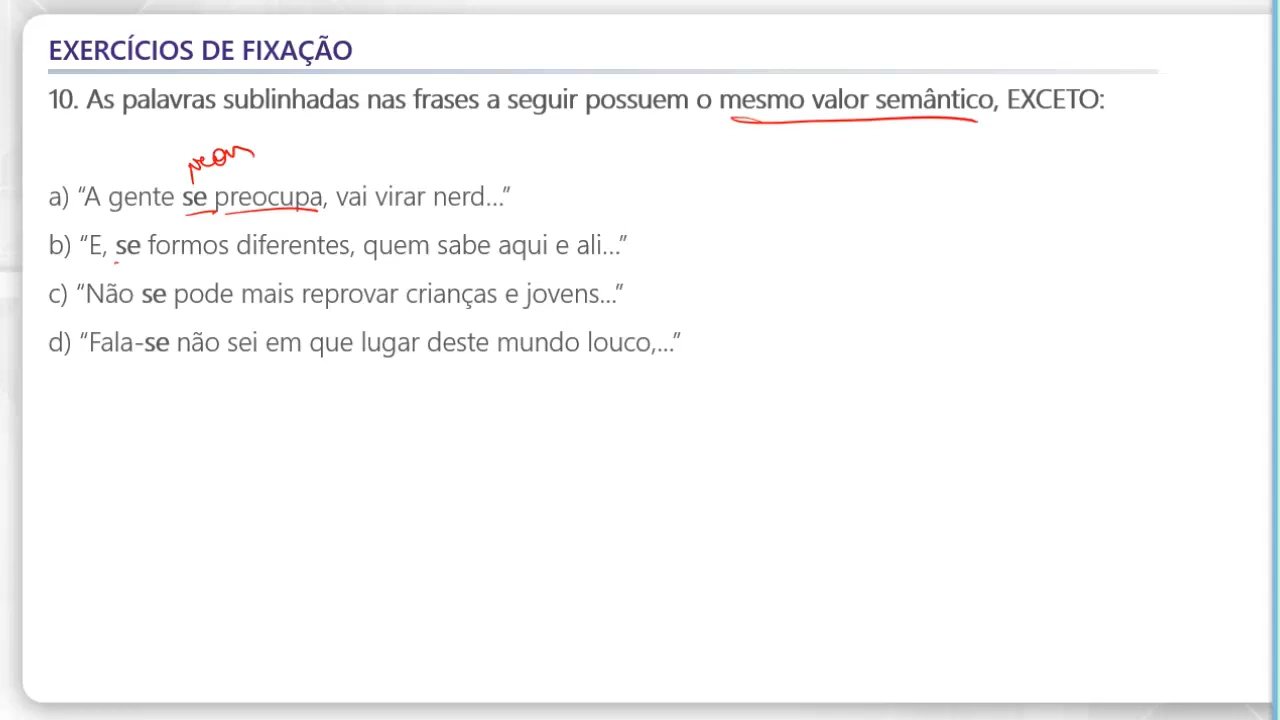 EXERCÍCIOS DE FIXAÇÃO
10. As palavras sublinhadas nas frases a seguir possuem o mesmo valor semântico, EXCETO:
a) “A gente se preocupa, vai virar nerd...”
b) “E, se formos diferentes, quem sabe aqui e ali...”
c) “Não se pode mais reprovar crianças e jovens...”
d) “Fala-se não sei em que lugar deste mundo louco,...”